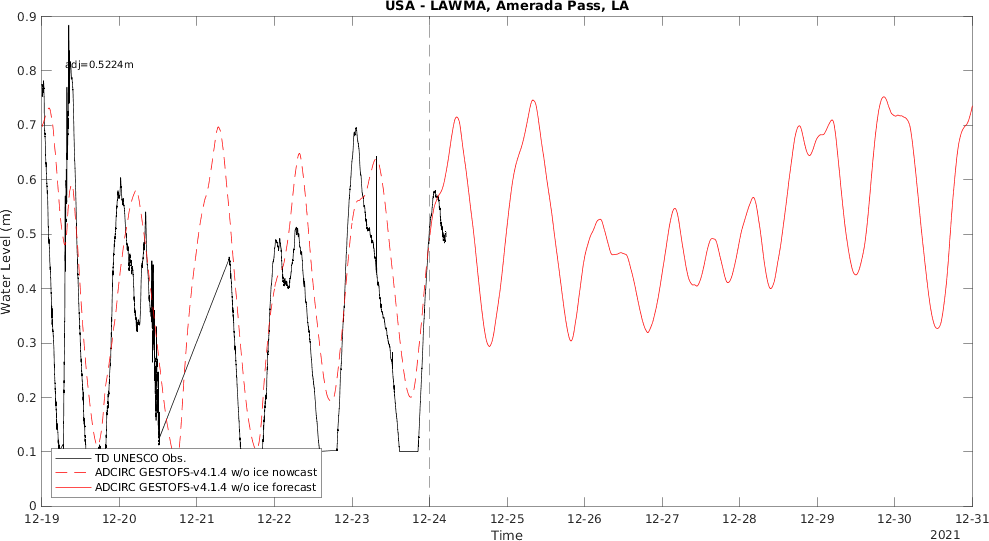 USA - LAWMA, Amerada Pass, LA
0.9
adj=0.5224m
0.8
0.7
0.6
0.5
0.4
0.3
0.2
0.1
0
Water Level (m)
TD UNESCO Obs.
ADCIRC GESTOFS-v4.1.4 w/o ice nowcast
ADCIRC GESTOFS-v4.1.4 w/o ice forecast
12-19 12-20 12-21 12-22 12-23 12-24 12-25 12-26 12-27 12-28 12-29 12-30 12-31
Time
2021